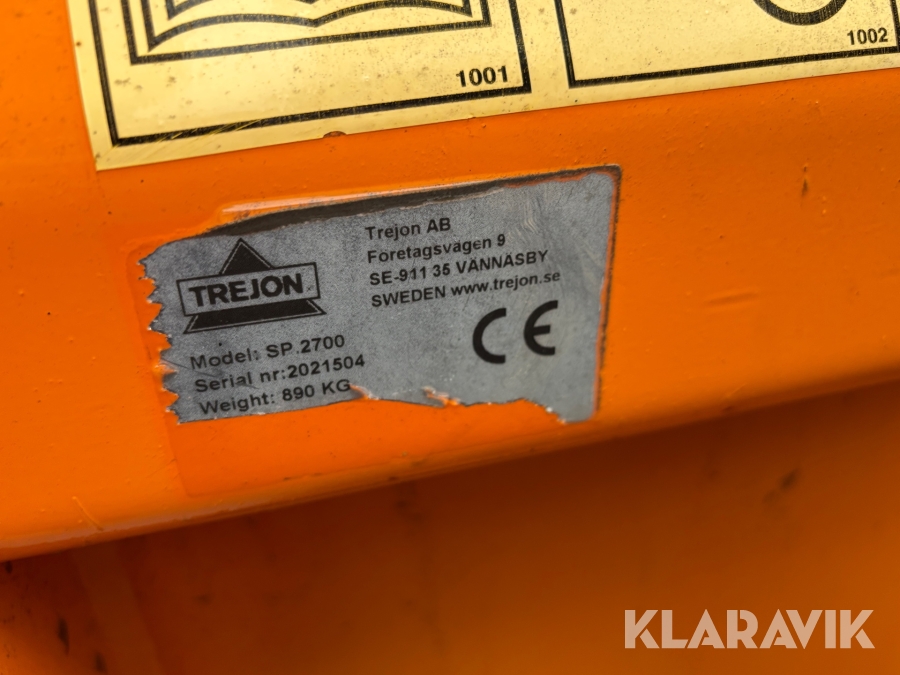 1001
1002
TREJON
Trejon AB
Företagsvägen 9
SE-911 35 VÄNNÄSBY
SWEDEN www.trejon.se
CE
Model: SP.2700
Serial nr:2021504
Weight: 890 KG
KLARAVIK